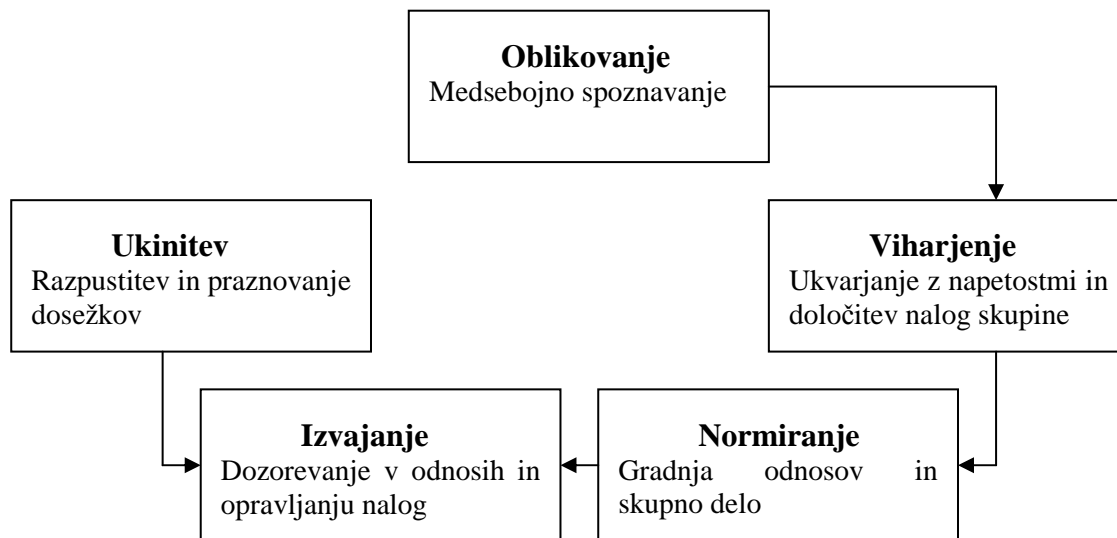 Oblikovanje
Medsebojno spoznavanje
Ukinitev
Razpustitev in praznovanje
dosežkov
Viharjenje
Ukvarjanje z napetostmi in
določitev nalog skupine
Izvajanje
Dozorevanje v odnosih in
opravljanju nalog
Normiranje
Gradnja odnosov in
skupno delo